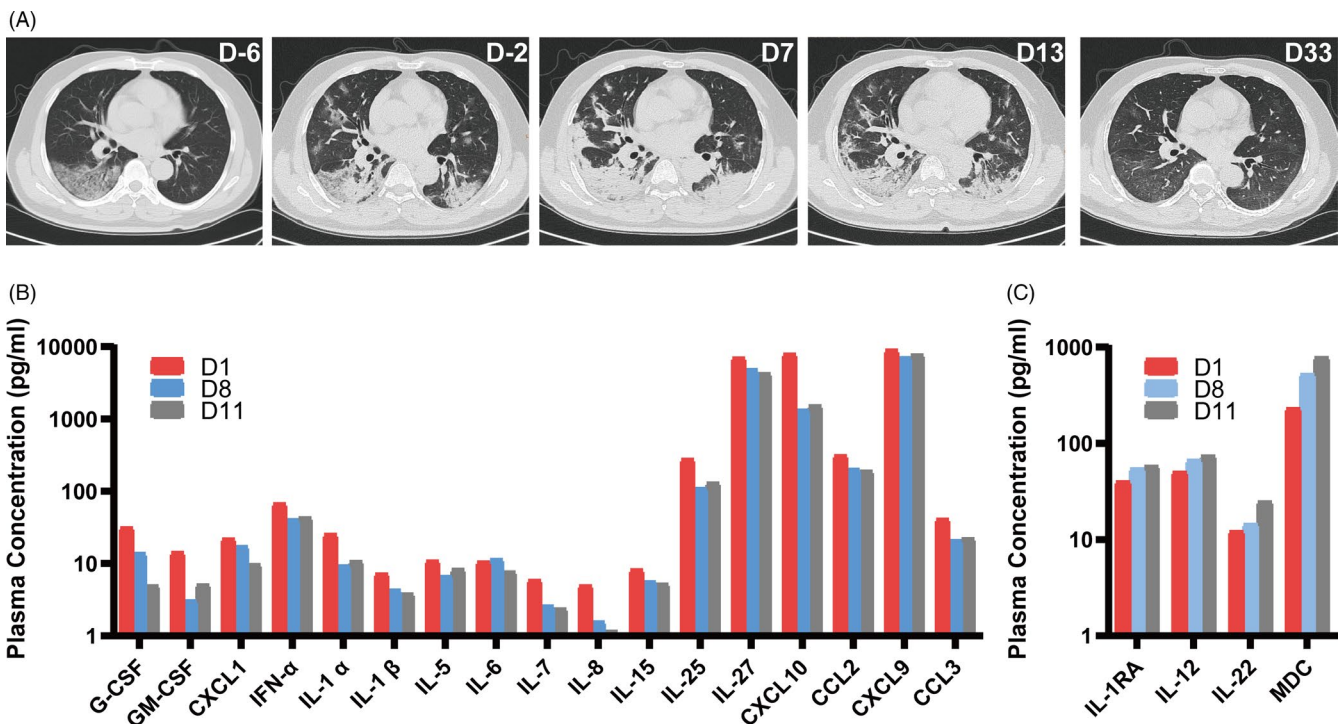 (A)
D-6
D-2
D7
D13
D33
(B)
Plasma Concentration (pg/ml)
10000
1000
100
10
1
D1
D8
D11
G-CSF
GM-CSF
CXCL1
IFN-α
IL-1 α
IL-1 β
IL-5
IL-6
IL-7
IL-8
IL-15
IL-25
IL-27
CXCL10
CCL2
CXCL9
CCL3
(C)
Plasma Concentration (pg/ml)
1000
100
10
1
D1
D8
D11
IL-1RA
IL-12
IL-22
MDC